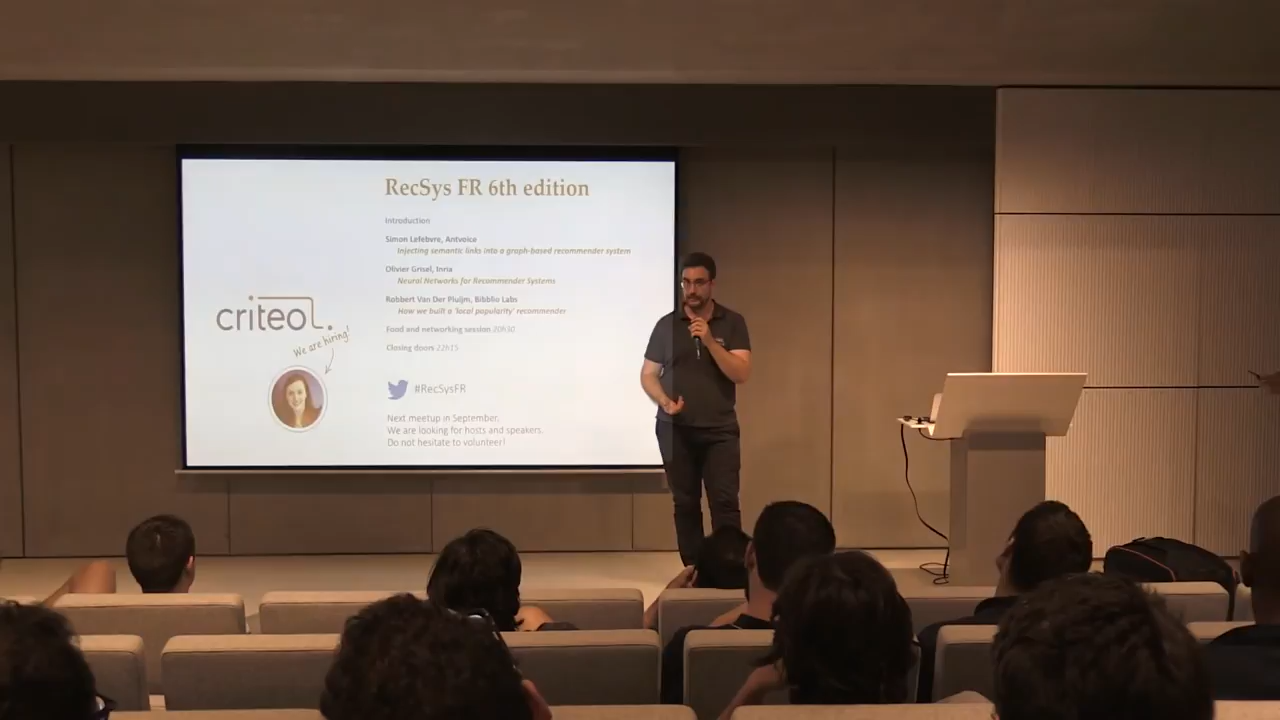 RecSys FR 6th edition
Introduction
Simon Lefebvre, Antvoice
Injecting semantic links into a graph-based recommender system
Olivier Grisel, Inria
Neural Networks for Recommender Systems
Robbert Van Der Pluijm, Bibblio Labs
How we built a 'local popularity' recommender
Food and networking session 20h30
Closing doors 22h15
criteol.
We are hiring!
#RecSysFR
Next meetup in September.
We are looking for hosts and speakers.
Do not hesitate to volunteer!